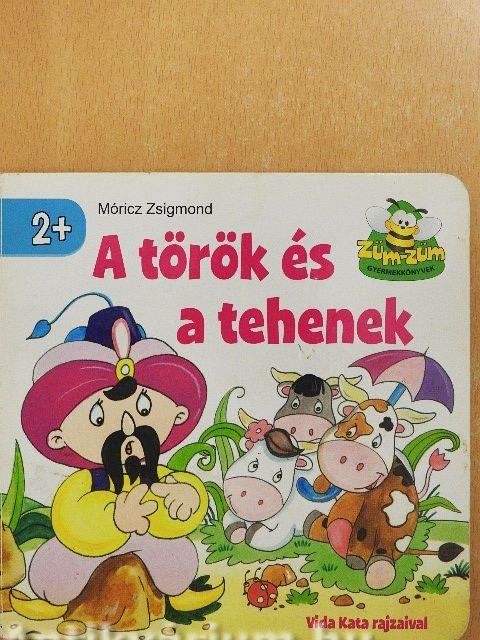 2+
Móricz Zsigmond
A török és
a tehenek
Züm-züm
GYERMEKKÖNYVEK
Vida Kata rajzaival